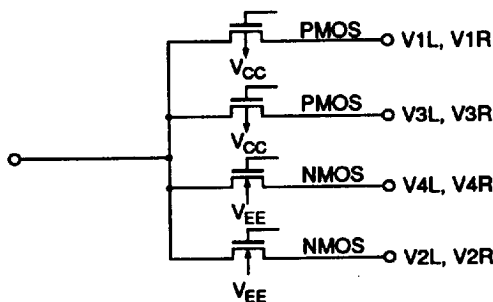 PMOS V1L, V1R
VCC
PMOS V3L, V3R
VCC
NMOS V4L, V4R
VEE
NMOS V2L, V2R
VEE